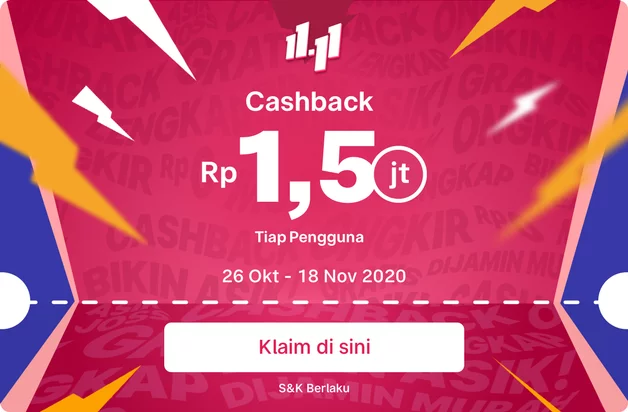 11.11
Cashback
Rp 1,5 jt
Tiap Pengguna
26 Okt - 18 Nov 2020
Klaim di sini
S&K Berlaku